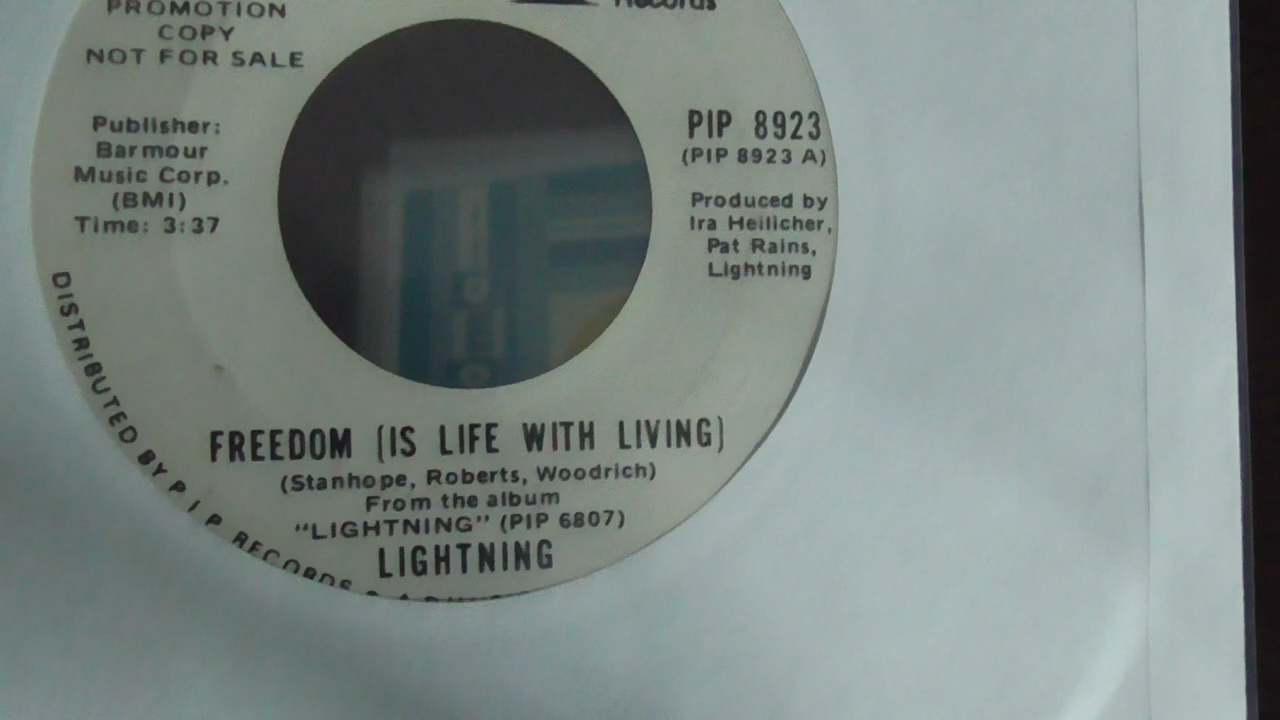 PROMOTION
COPY
NOT FOR SALE
Records
Publisher:
Barmour
Music Corp.
(BMI)
Time: 3:37
PIP 8923
(PIP 8923 A)
Produced by
Ira Heilicher,
Pat Rains,
Lightning
FREEDOM (IS LIFE WITH LIVING)
(Stanhope, Roberts, Woodrich)
From the album
"LIGHTNING" (PIP 6807)
LIGHTNING
DISTRIBUTED BY P I P RECORDS